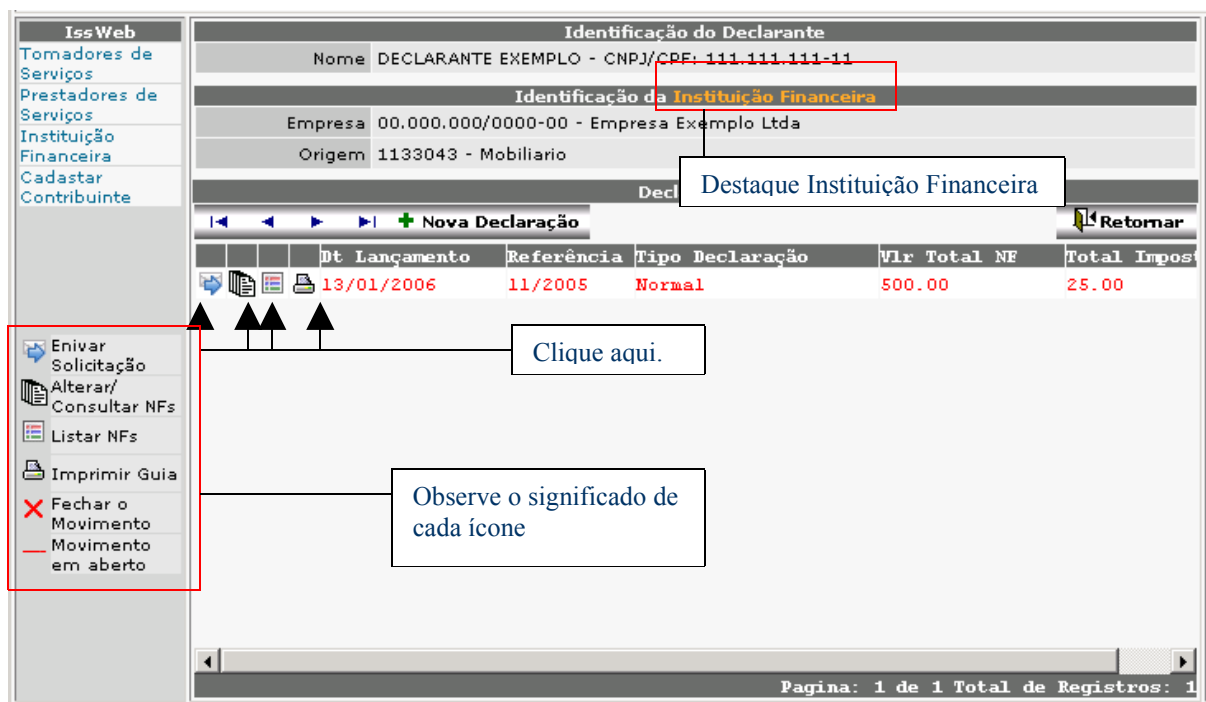 IssWeb
Tomadores de
Serviços
Prestadores de
Serviços
Instituição
Financeira
Cadastar
Contribuinte
Identificação do Declarante
Nome DECLARANTE EXEMPLO - CNPJ/CPF: 111.111.111-11
Identificação da Instituição Financeira
Empresa 00.000.000/0000-00 - Empresa Exemplo Ltda
Origem 1133043 - Mobiliario
Destaque Instituição Financeira
Decl
Nova Declaração
Retornar
Dt Lançamento Referência Tipo Declaração Vlr Total NF Total Impost
13/01/2006 11/2005 Normal 500.00 25.00
Clique aqui.
Enivar
Solicitação
Alterar/
Consultar NFs
Listar NFs
Imprimir Guia
Fechar o
Movimento
Movimento
em aberto
Observe o significado de
cada ícone
Pagina: 1 de 1 Total de Registros: 1